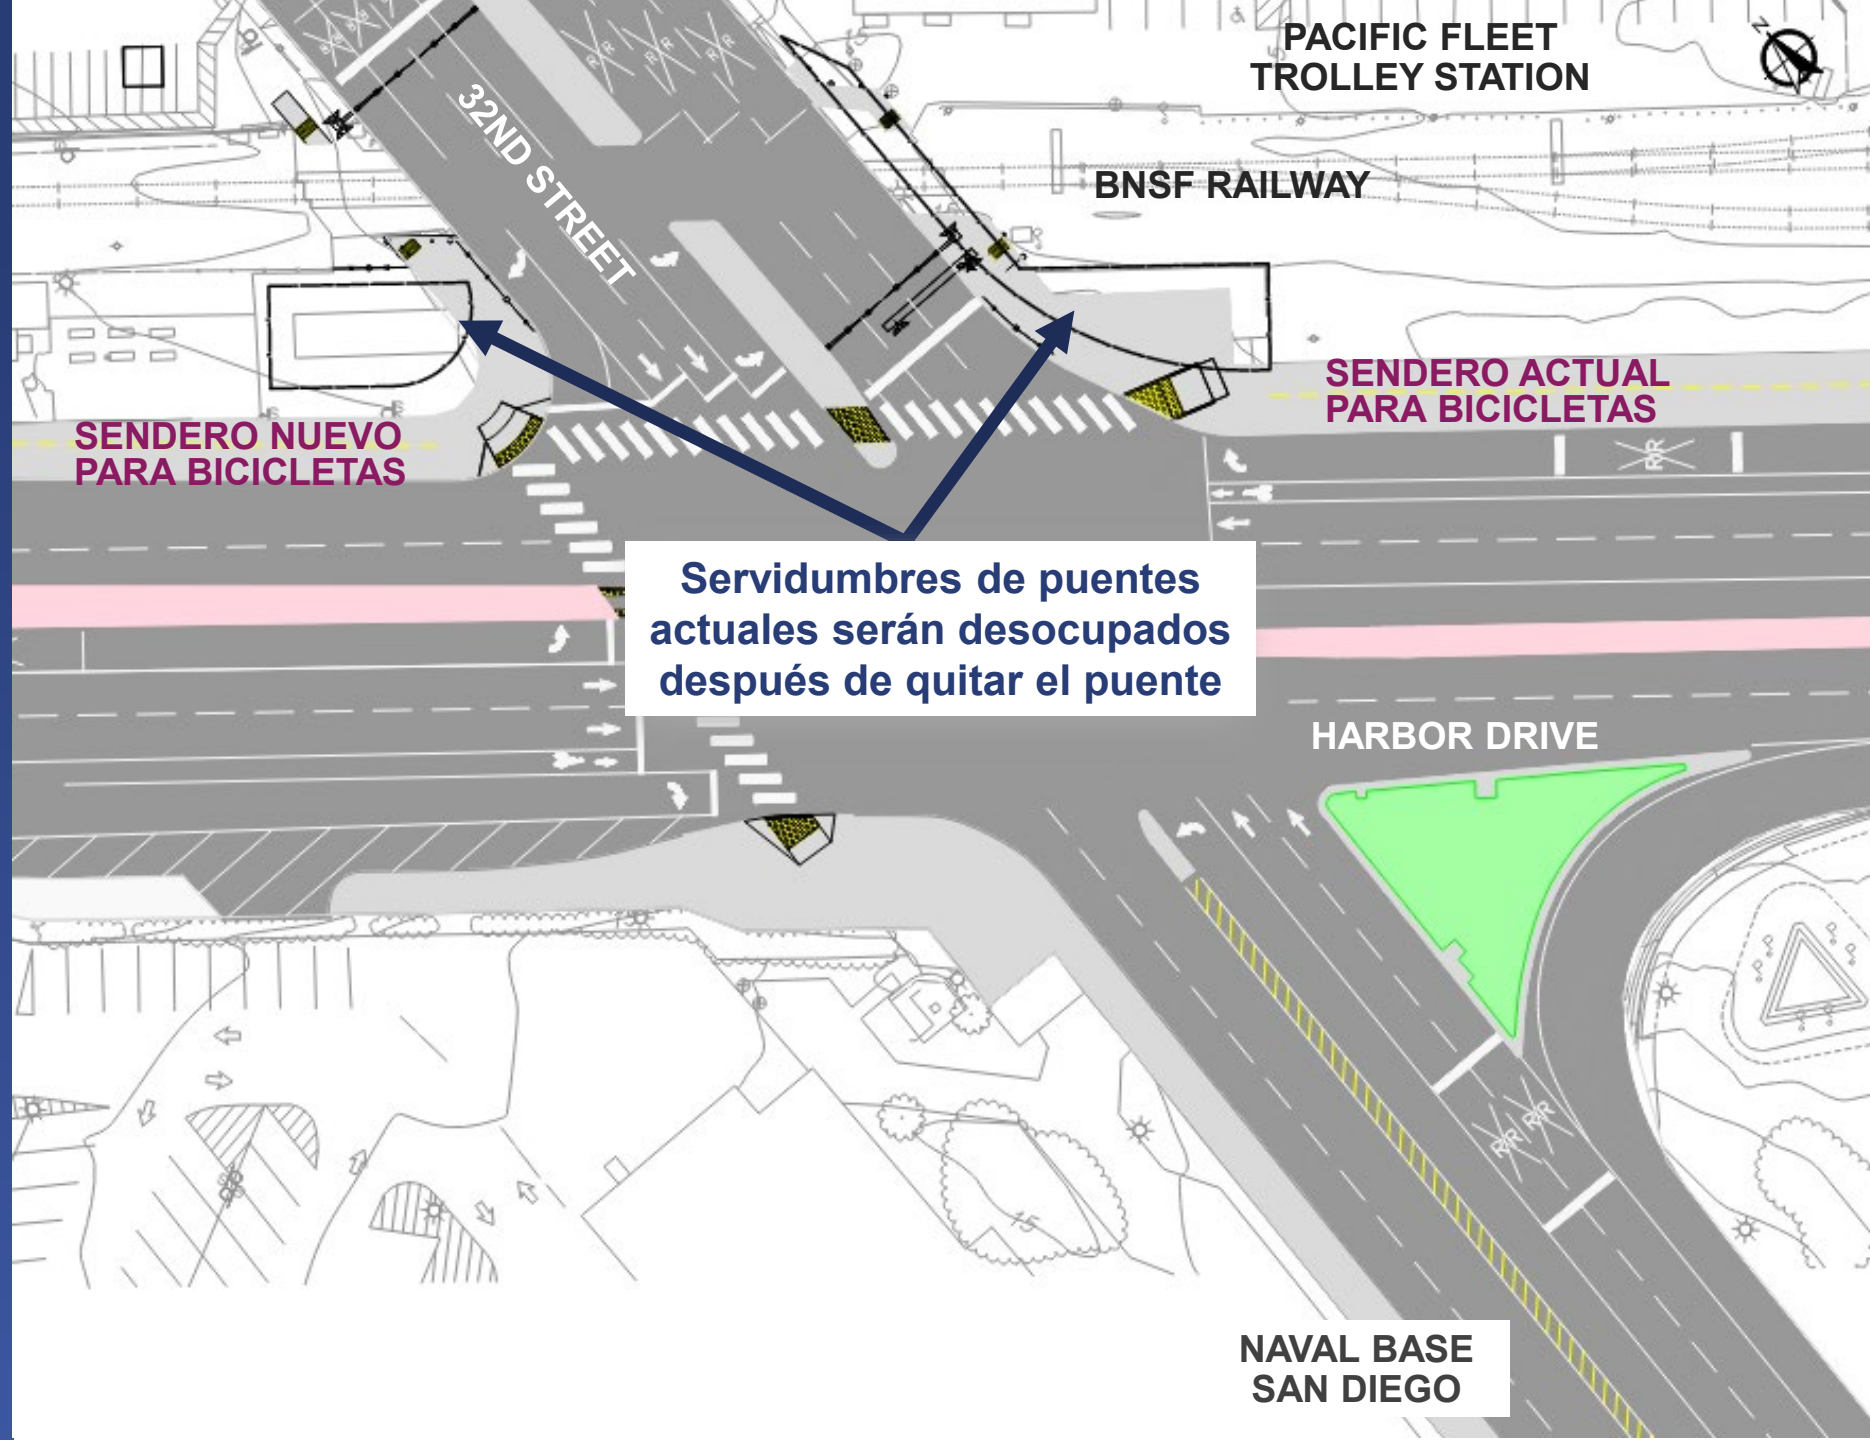 PACIFIC FLEET
TROLLEY STATION
Z
32ND STREET
BNSF RAILWAY
SENDERO ACTUAL
PARA BICICLETAS
SENDERO NUEVO
PARA BICICLETAS
Servidumbres de puentes
actuales serán desocupados
después de quitar el puente
HARBOR DRIVE
15
NAVAL BASE
SAN DIEGO